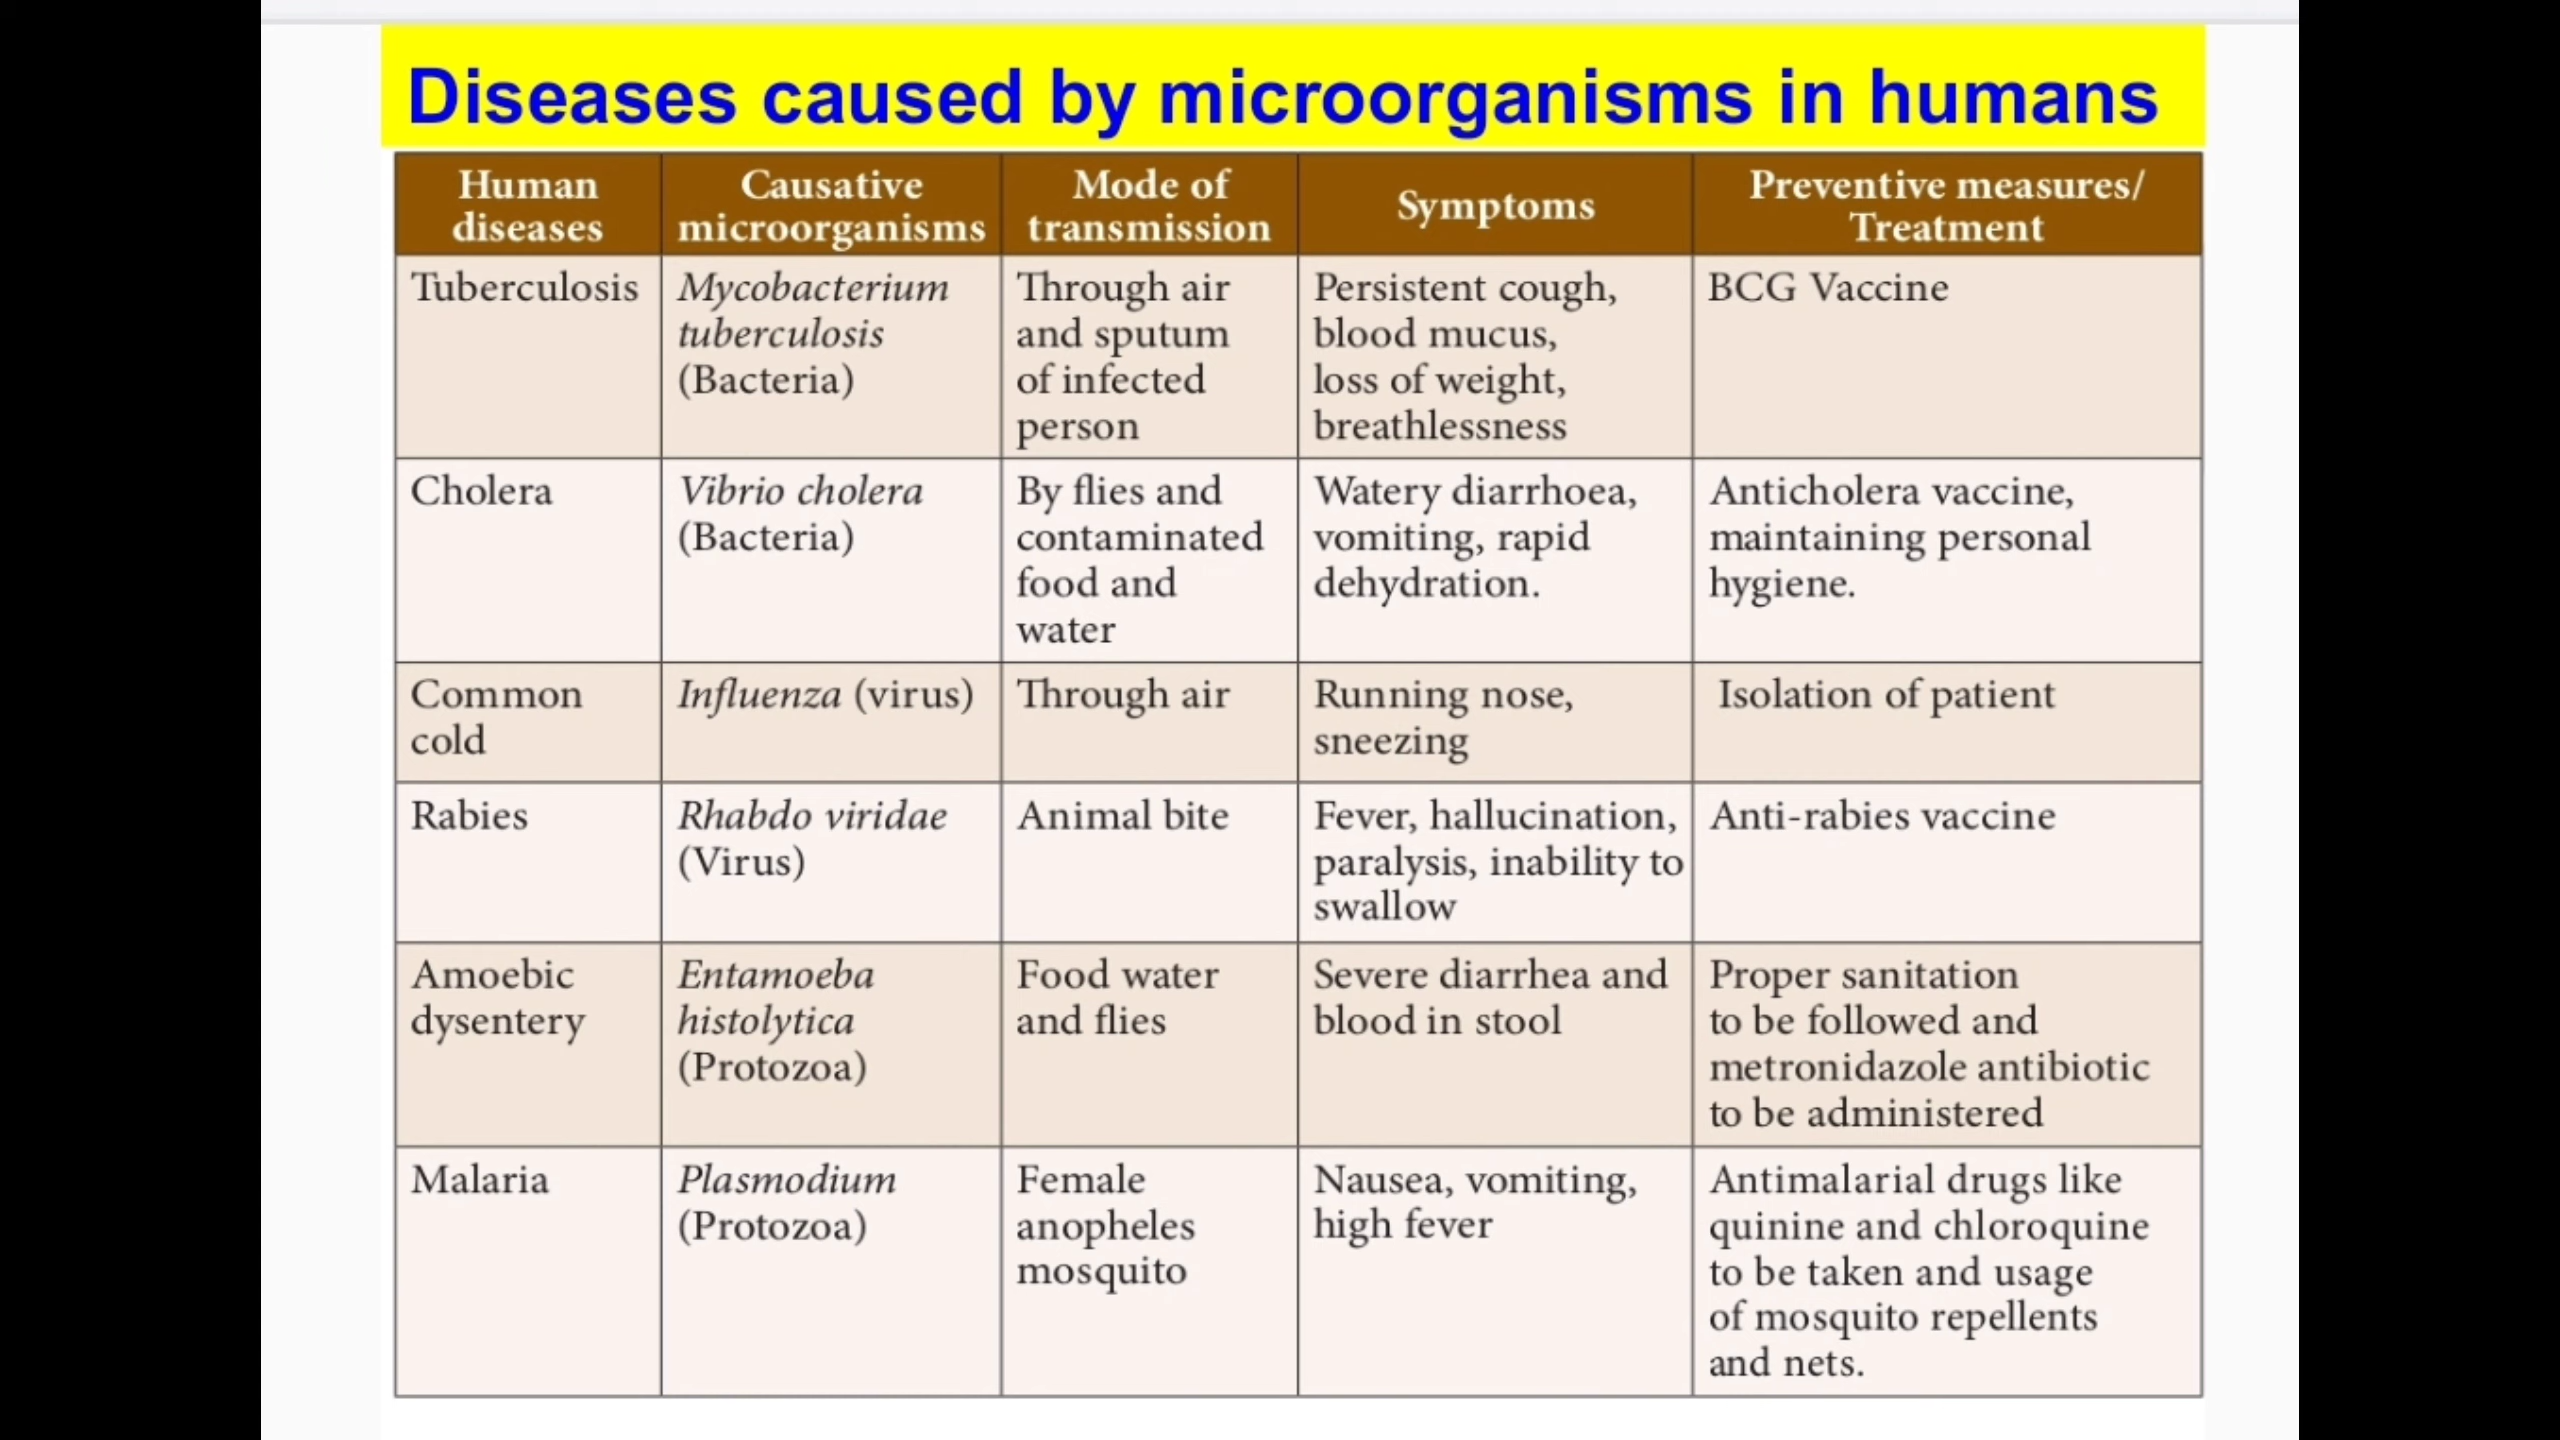 Diseases caused by microorganisms in humans
Human
diseases
Causative
microorganisms
Mode of
transmission
Symptoms
Preventive measures/
Treatment
Tuberculosis
Mycobacterium
tuberculosis
(Bacteria)
Through air
and sputum
of infected
person
Persistent cough,
blood mucus,
loss of weight,
breathlessness
BCG Vaccine
Cholera
Vibrio cholera
(Bacteria)
By flies and
contaminated
food and
water
Watery diarrhoea,
vomiting, rapid
dehydration.
Anticholera vaccine,
maintaining personal
hygiene.
Common
cold
Influenza (virus)
Through air
Running nose,
sneezing
Isolation of patient
Rabies
Rhabdo viridae
(Virus)
Animal bite
Fever, hallucination,
paralysis, inability to
swallow
Anti-rabies vaccine
Amoebic
dysentery
Entamoeba
histolytica
(Protozoa)
Food water
and flies
Severe diarrhea and
blood in stool
Proper sanitation
to be followed and
metronidazole antibiotic
to be administered
Malaria
Plasmodium
(Protozoa)
Female
anopheles
mosquito
Nausea, vomiting,
high fever
Antimalarial drugs like
quinine and chloroquine
to be taken and usage
of mosquito repellents
and nets.